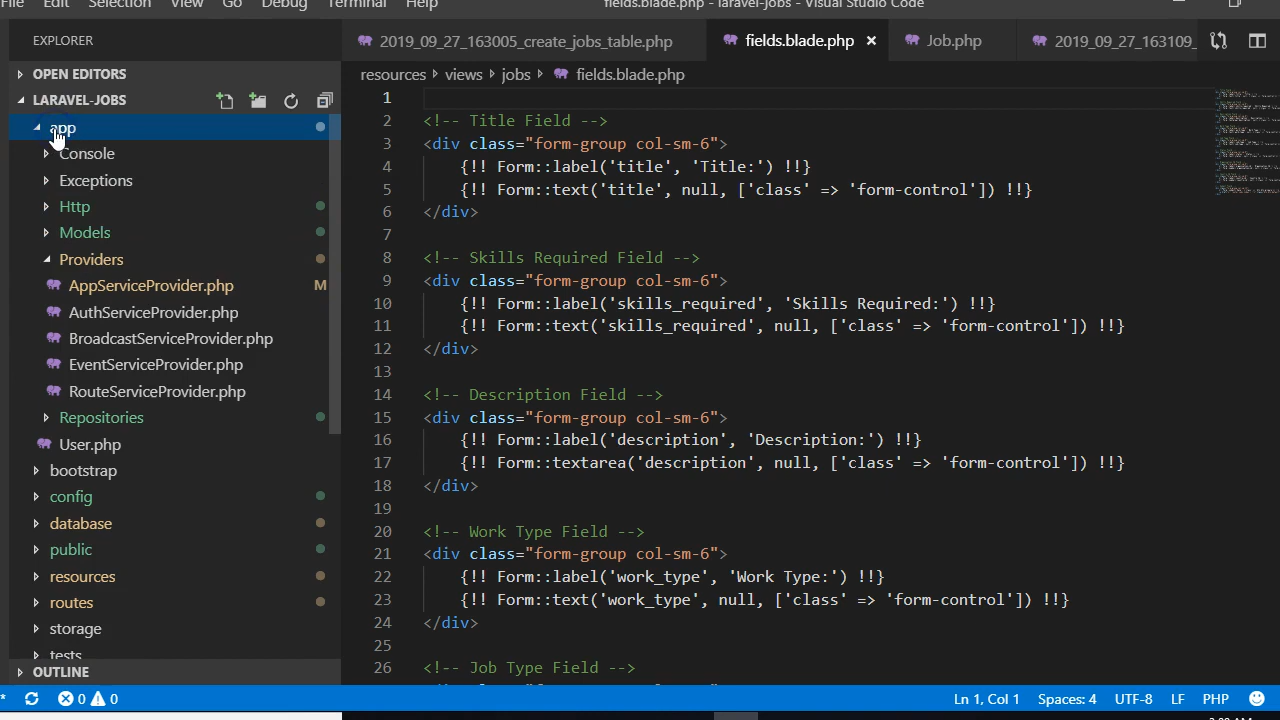 File Edit Selection View Go Debug Terminal Help fields.blade.php - laravel-jobs - Visual Studio Code
EXPLORER
OPEN EDITORS
LARAVEL-JOBS
app
Console
Exceptions
Http
Models
Providers
AppServiceProvider.php M
AuthServiceProvider.php
BroadcastServiceProvider.php
EventServiceProvider.php
RouteServiceProvider.php
Repositories
User.php
bootstrap
config
database
public
resources
routes
storage
tests
OUTLINE
2019_09_27_163005_create_jobs_table.php fields.blade.php × Job.php 2019_09_27_163109_
resources views jobs fields.blade.php
1
2 <!-- Title Field -->
3 <div class="form-group col-sm-6">
4 {!! Form::label('title', 'Title:') !!}
5 {!! Form::text('title', null, ['class' => 'form-control']) !!}
6 </div>
7
8 <!-- Skills Required Field -->
9 <div class="form-group col-sm-6">
10 {!! Form::label('skills_required', 'Skills Required:') !!}
11 {!! Form::text('skills_required', null, ['class' => 'form-control']) !!}
12 </div>
13
14 <!-- Description Field -->
15 <div class="form-group col-sm-6">
16 {!! Form::label('description', 'Description:') !!}
17 {!! Form::textarea('description', null, ['class' => 'form-control']) !!}
18 </div>
19
20 <!-- Work Type Field -->
21 <div class="form-group col-sm-6">
22 {!! Form::label('work_type', 'Work Type:') !!}
23 {!! Form::text('work_type', null, ['class' => 'form-control']) !!}
24 </div>
25
26 <!-- Job Type Field -->
* 0 0 Ln 1, Col 1 Spaces: 4 UTF-8 LF PHP